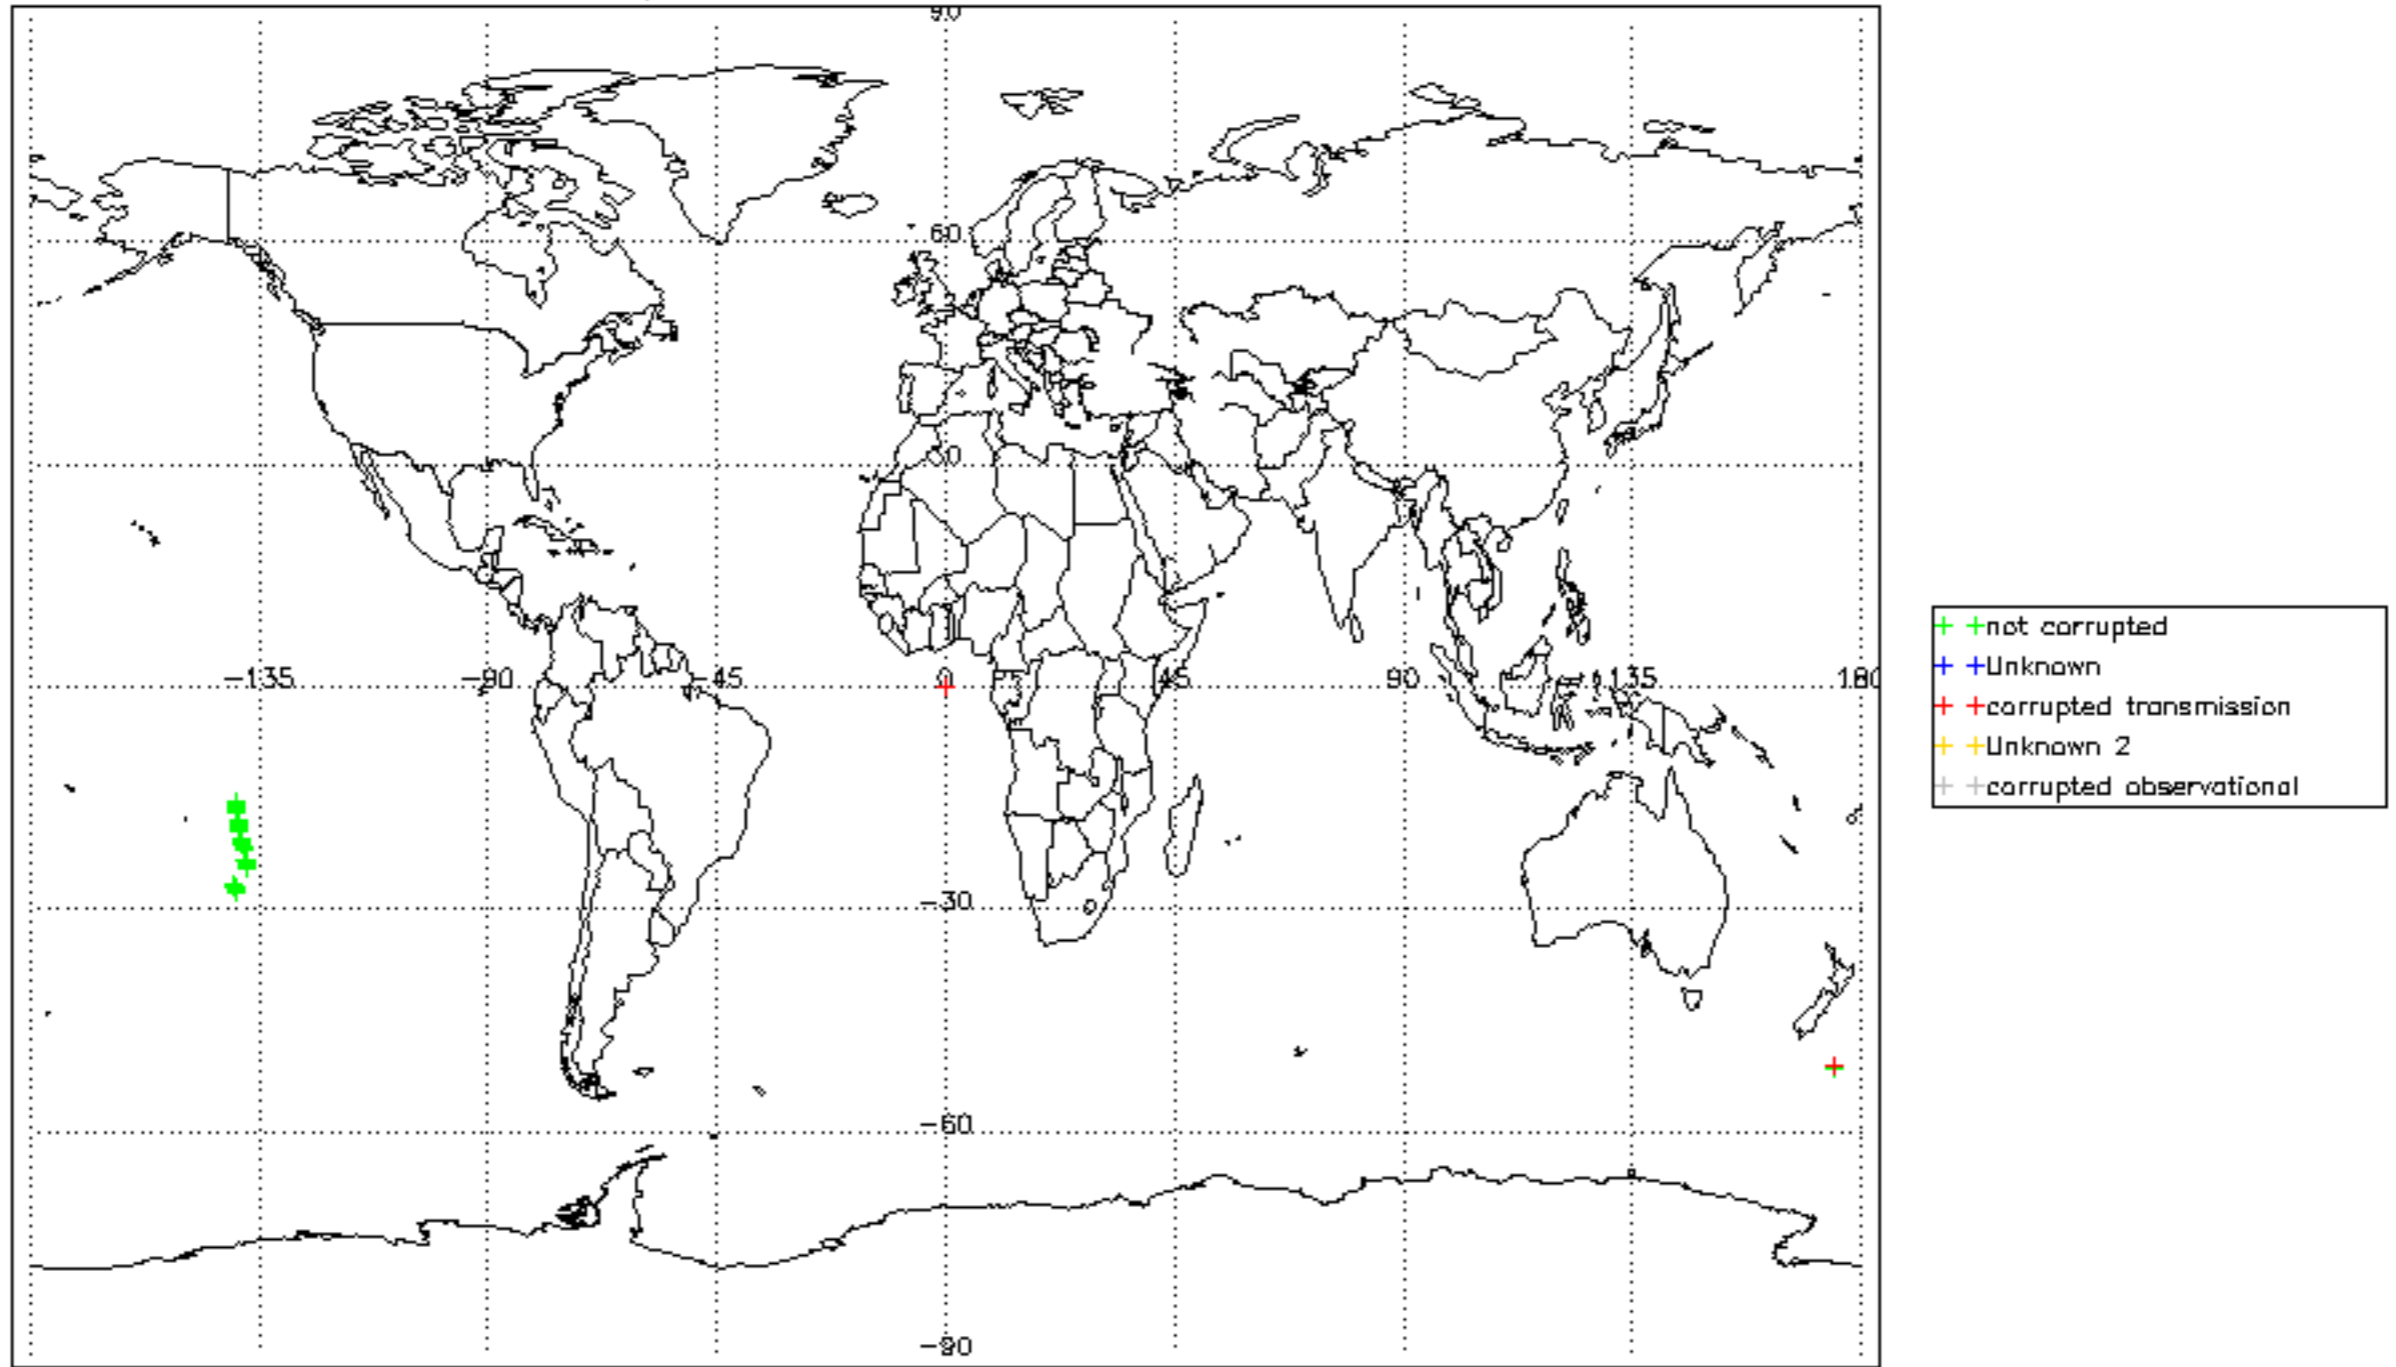 90
60
30
-135
-90
-45
0
45
90
135
180
-30
-60
-90
not corrupted
Unknown
corrupted transmission
Unknown 2
corrupted observational